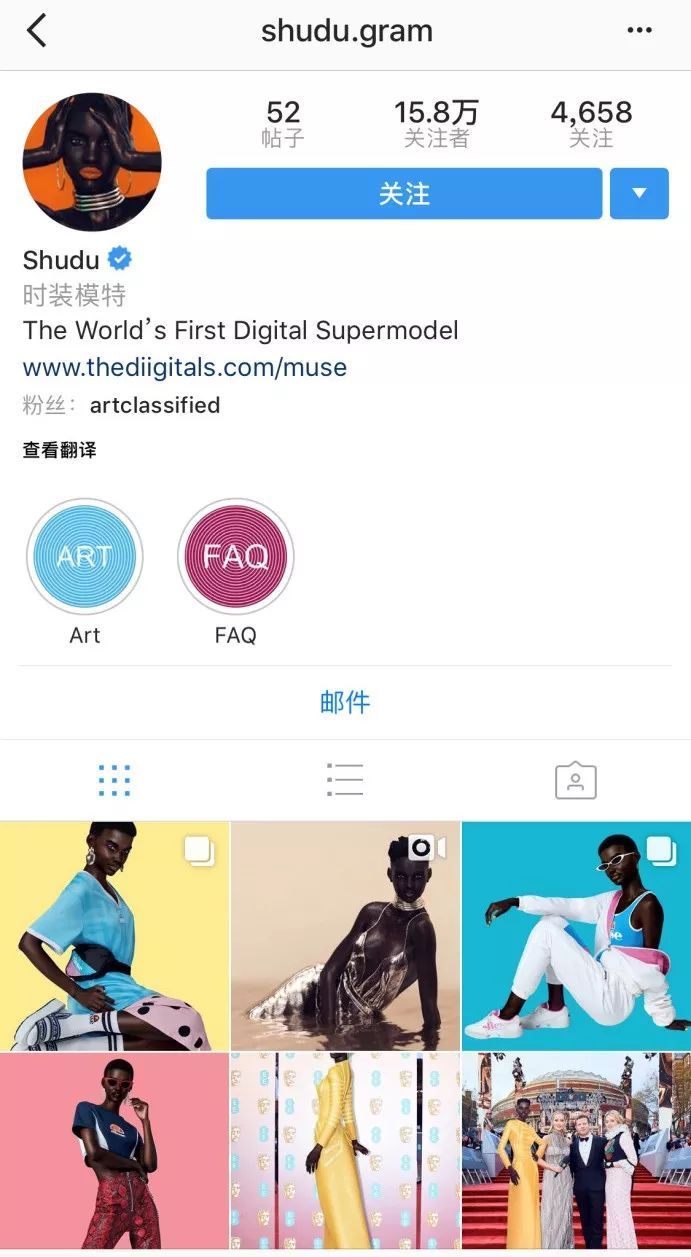 shudu.gram
52
15.8万
4,658
帖子
关注者
关注
关注
Shudu
时装模特
The World’s First Digital Supermodel
www.thediigitals.com/muse
粉丝： artclassified
查看翻译
ART
FAQ
Art
FAQ
邮件